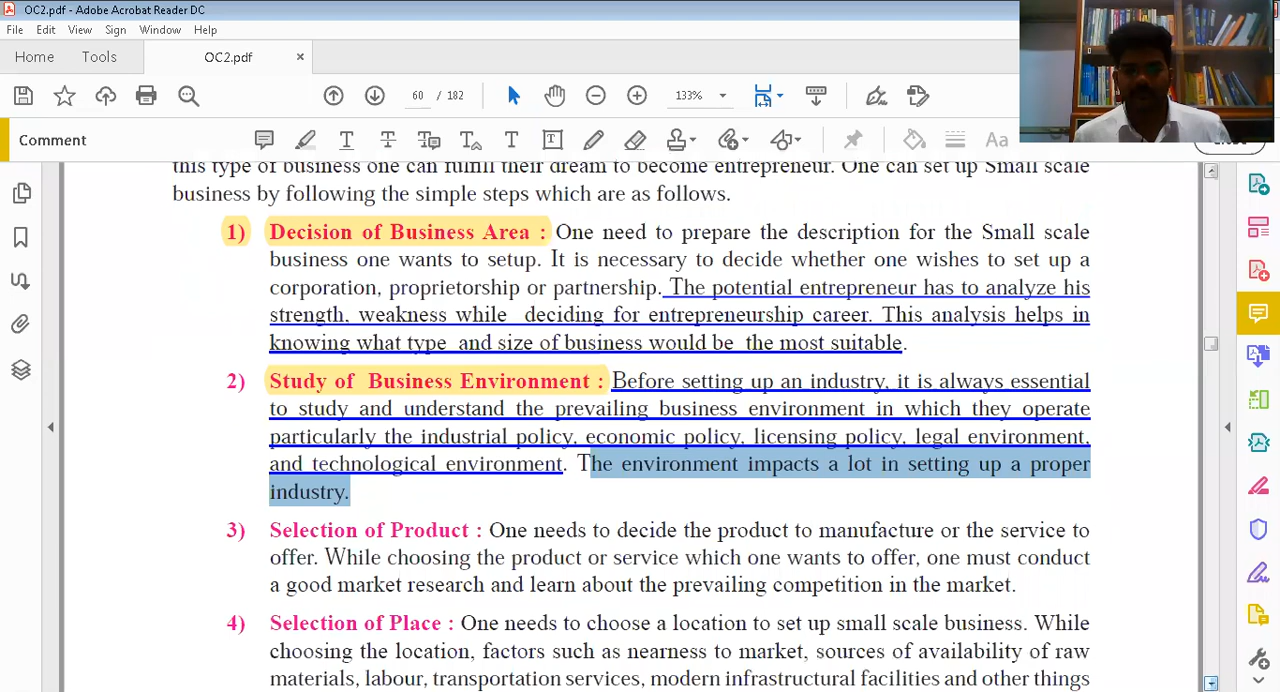 OC2.pdf - Adobe Acrobat Reader DC
File Edit View Sign Window Help
Home Tools OC2.pdf ×
60 / 182 133%
Comment
Aa
this type of business one can fulfill their dream to become entrepreneur. One can set up Small scale
business by following the simple steps which are as follows.
1) Decision of Business Area : One need to prepare the description for the Small scale
business one wants to setup. It is necessary to decide whether one wishes to set up a
corporation, proprietorship or partnership. The potential entrepreneur has to analyze his
strength, weakness while deciding for entrepreneurship career. This analysis helps in
knowing what type and size of business would be the most suitable.
2) Study of Business Environment : Before setting up an industry, it is always essential
to study and understand the prevailing business environment in which they operate
particularly the industrial policy, economic policy, licensing policy, legal environment,
and technological environment. The environment impacts a lot in setting up a proper
industry.
3) Selection of Product : One needs to decide the product to manufacture or the service to
offer. While choosing the product or service which one wants to offer, one must conduct
a good market research and learn about the prevailing competition in the market.
4) Selection of Place : One needs to choose a location to set up small scale business. While
choosing the location, factors such as nearness to market, sources of availability of raw
materials, labour, transportation services, modern infrastructural facilities and other things